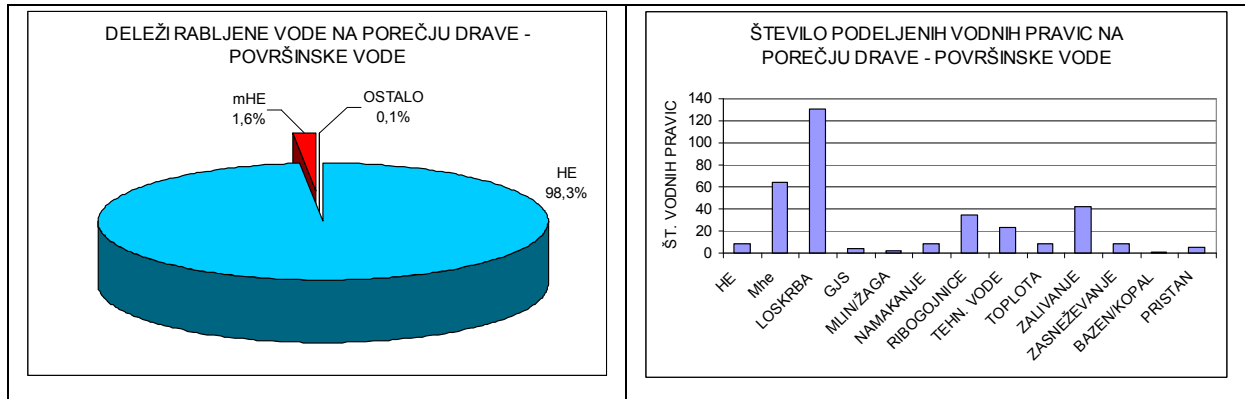 DELEŽI RABLJENE VODE NA POREČJU DRAVE -
POVRŠINSKE VODE
mHE
1,6%
OSTALO
0,1%
HE
98,3%
ŠTEVILO PODELJENIH VODNIH PRAVIC NA
POREČJU DRAVE - POVRŠINSKE VODE
ŠT. VODNIH PRAVIC
140
120
100
80
60
40
20
0
HE
Mhe
LOSKRBA
GJS
MLIN/ŽAGA
NAMAKANJE
RIBOGOJNICE
TEHN. VODE
TOPLOTA
ZALIVANJE
ZASNEŽEVANJE
BAZEN/KOPAL
PRISTAN